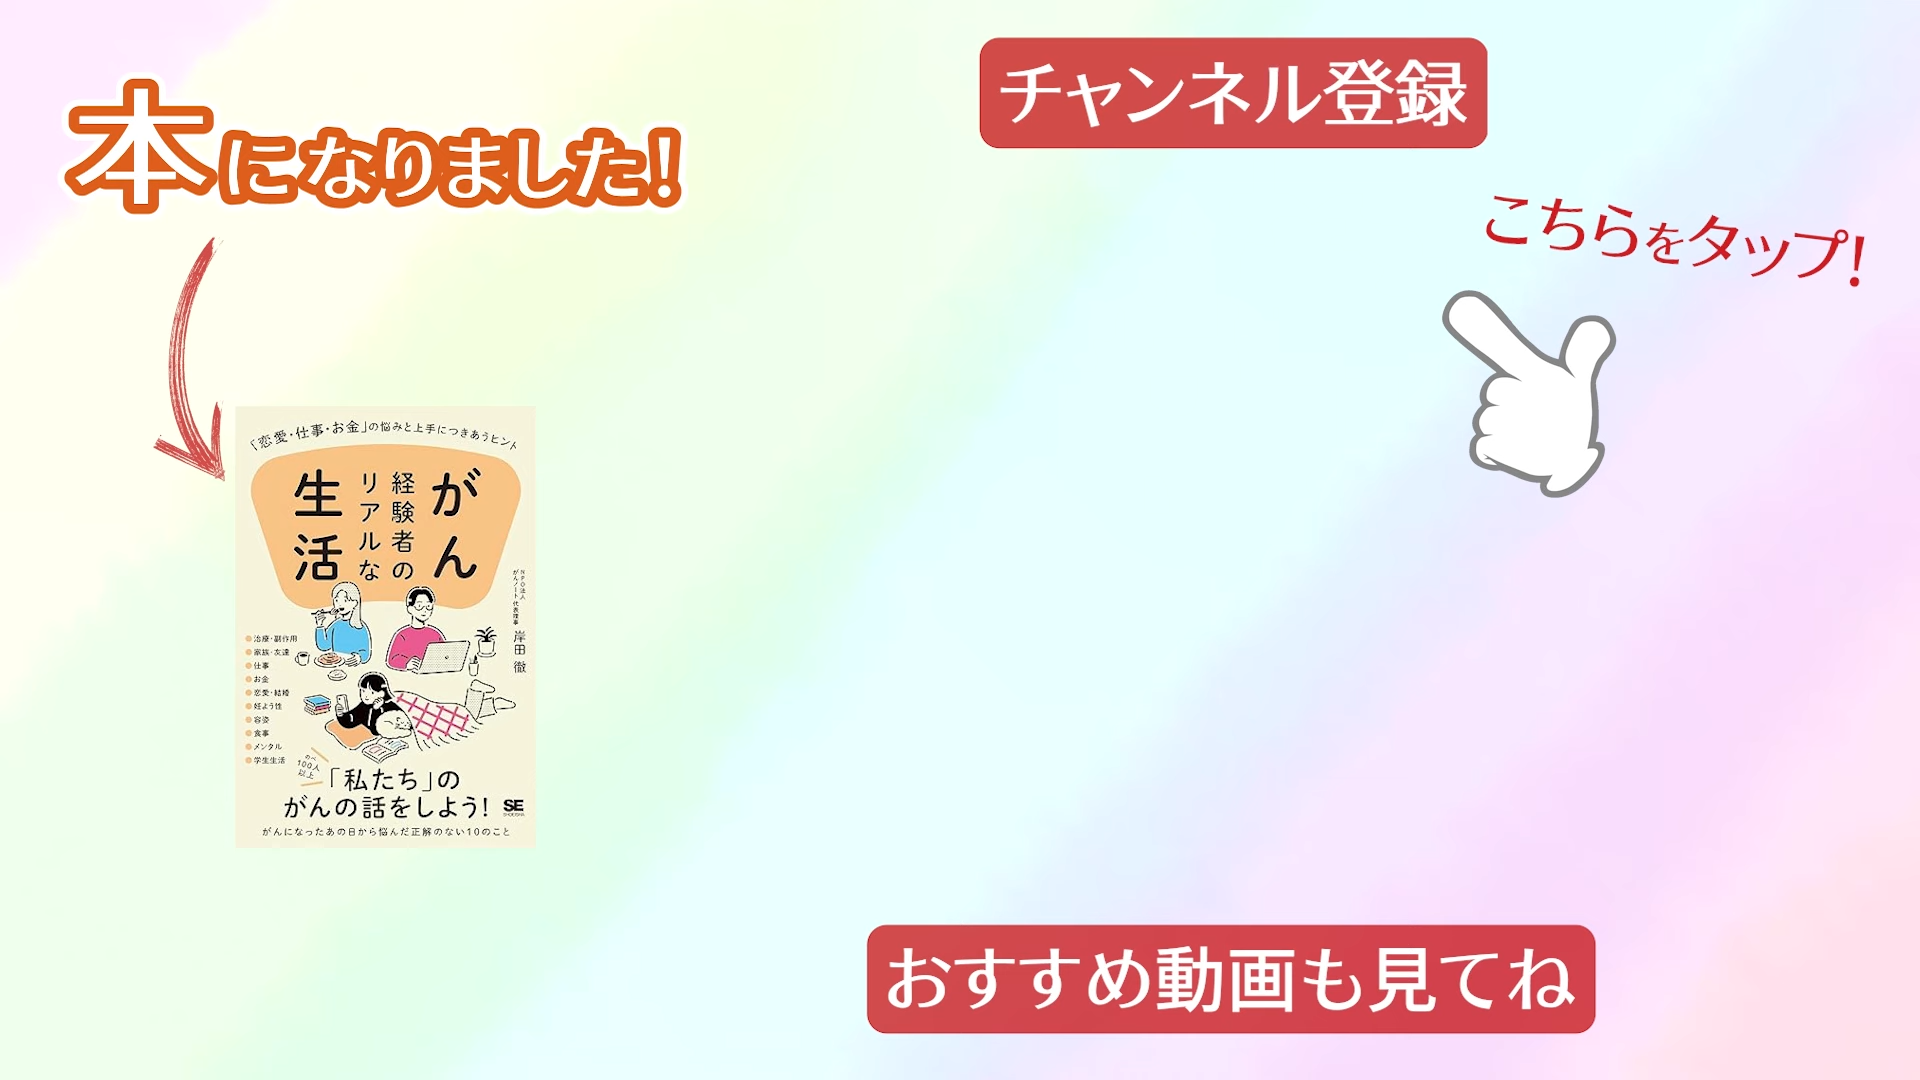 本になりました!
チャンネル登録
こちらをタップ!
「恋愛・仕事・お金」の悩みと上手につきあうヒント
がん
経験者の
リアルな
生活
NPO法人
がんノート代表理事
岸田 徹
治療・副作用
家族・友達
仕事
お金
恋愛・結婚
妊よう性
容姿
食事
メンタル
学生生活
のべ
100人
以上
「私たち」の
がんの話をしよう!
SE
SHOEISHA
がんになったあの日から悩んだ正解のない10のこと
おすすめ動画も見てね